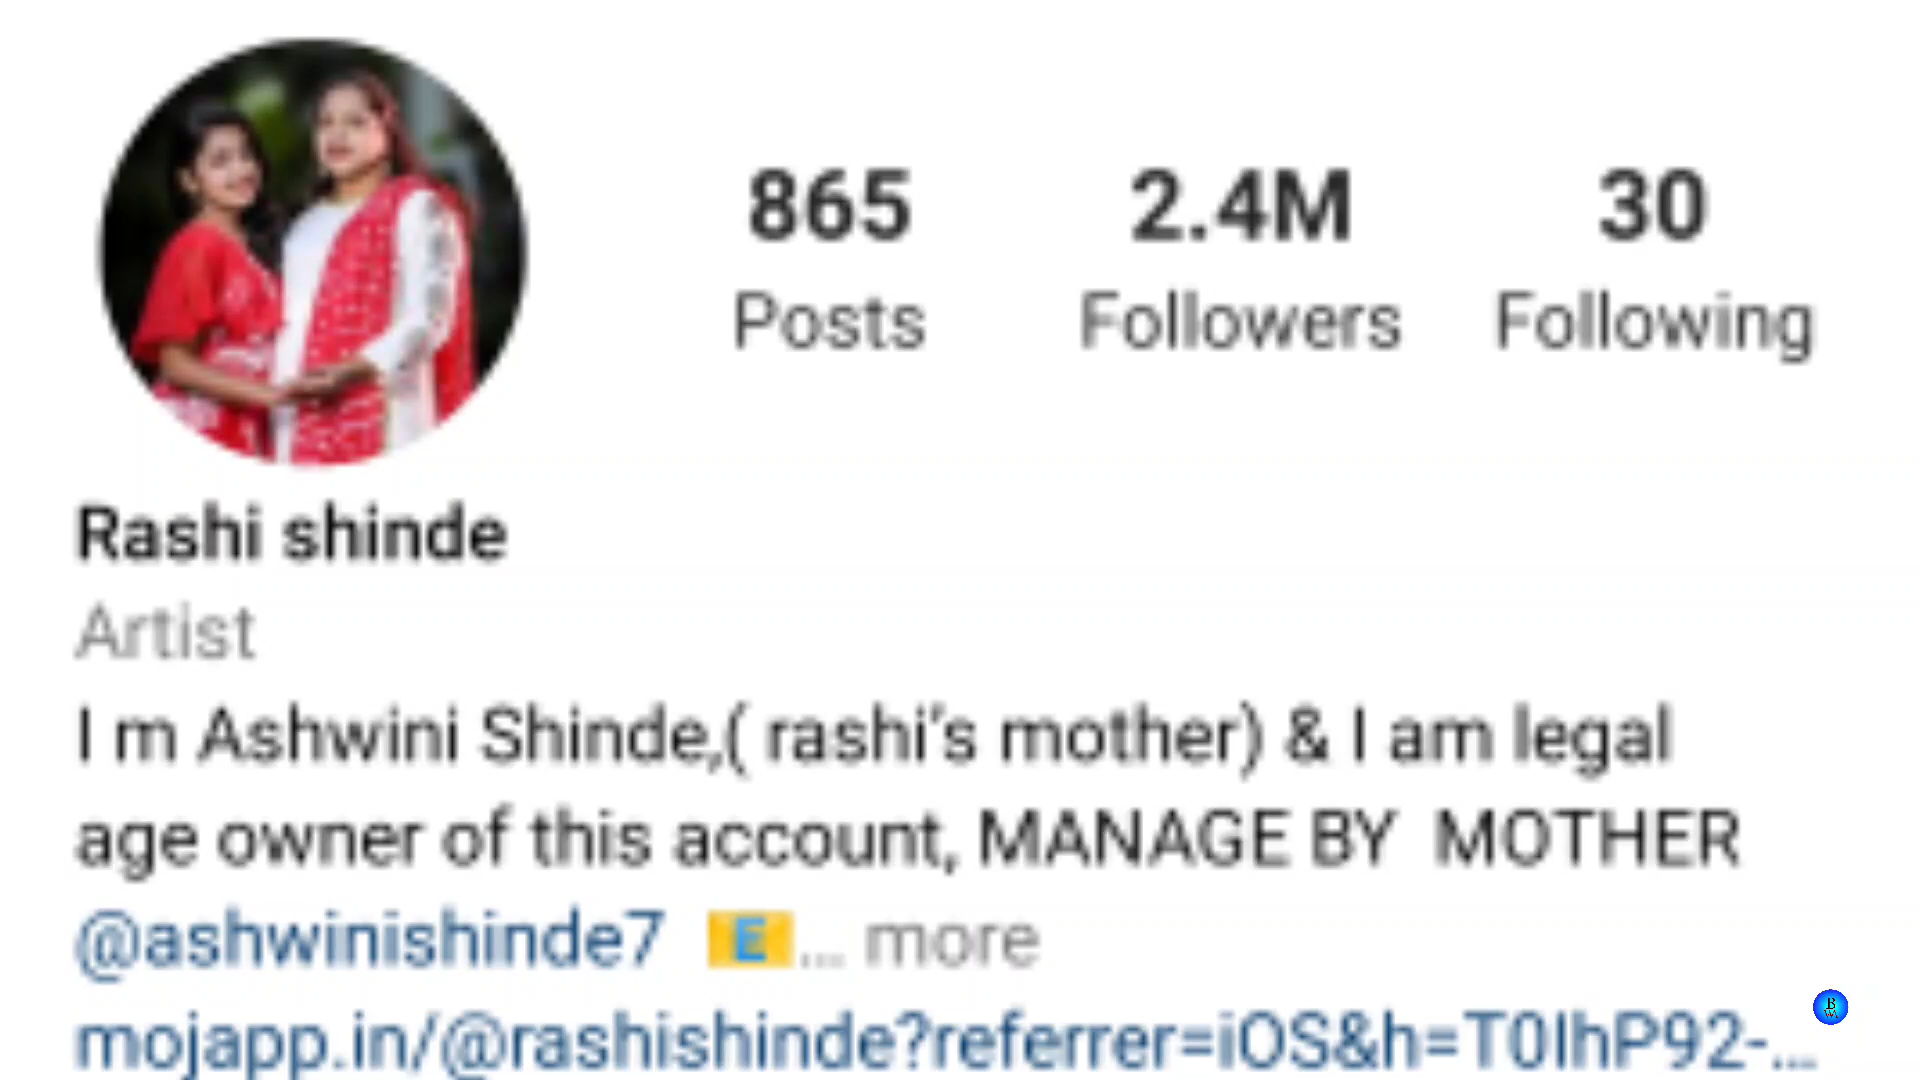 865 2.4M 30
Posts Followers Following
Rashi shinde
Artist
I m Ashwini Shinde,( rashi's mother) & I am legal
age owner of this account, MANAGE BY MOTHER
@ashwinishinde7 📧... more
mojapp.in/@rashishinde?referrer=iOS&h=T0IhP92-...